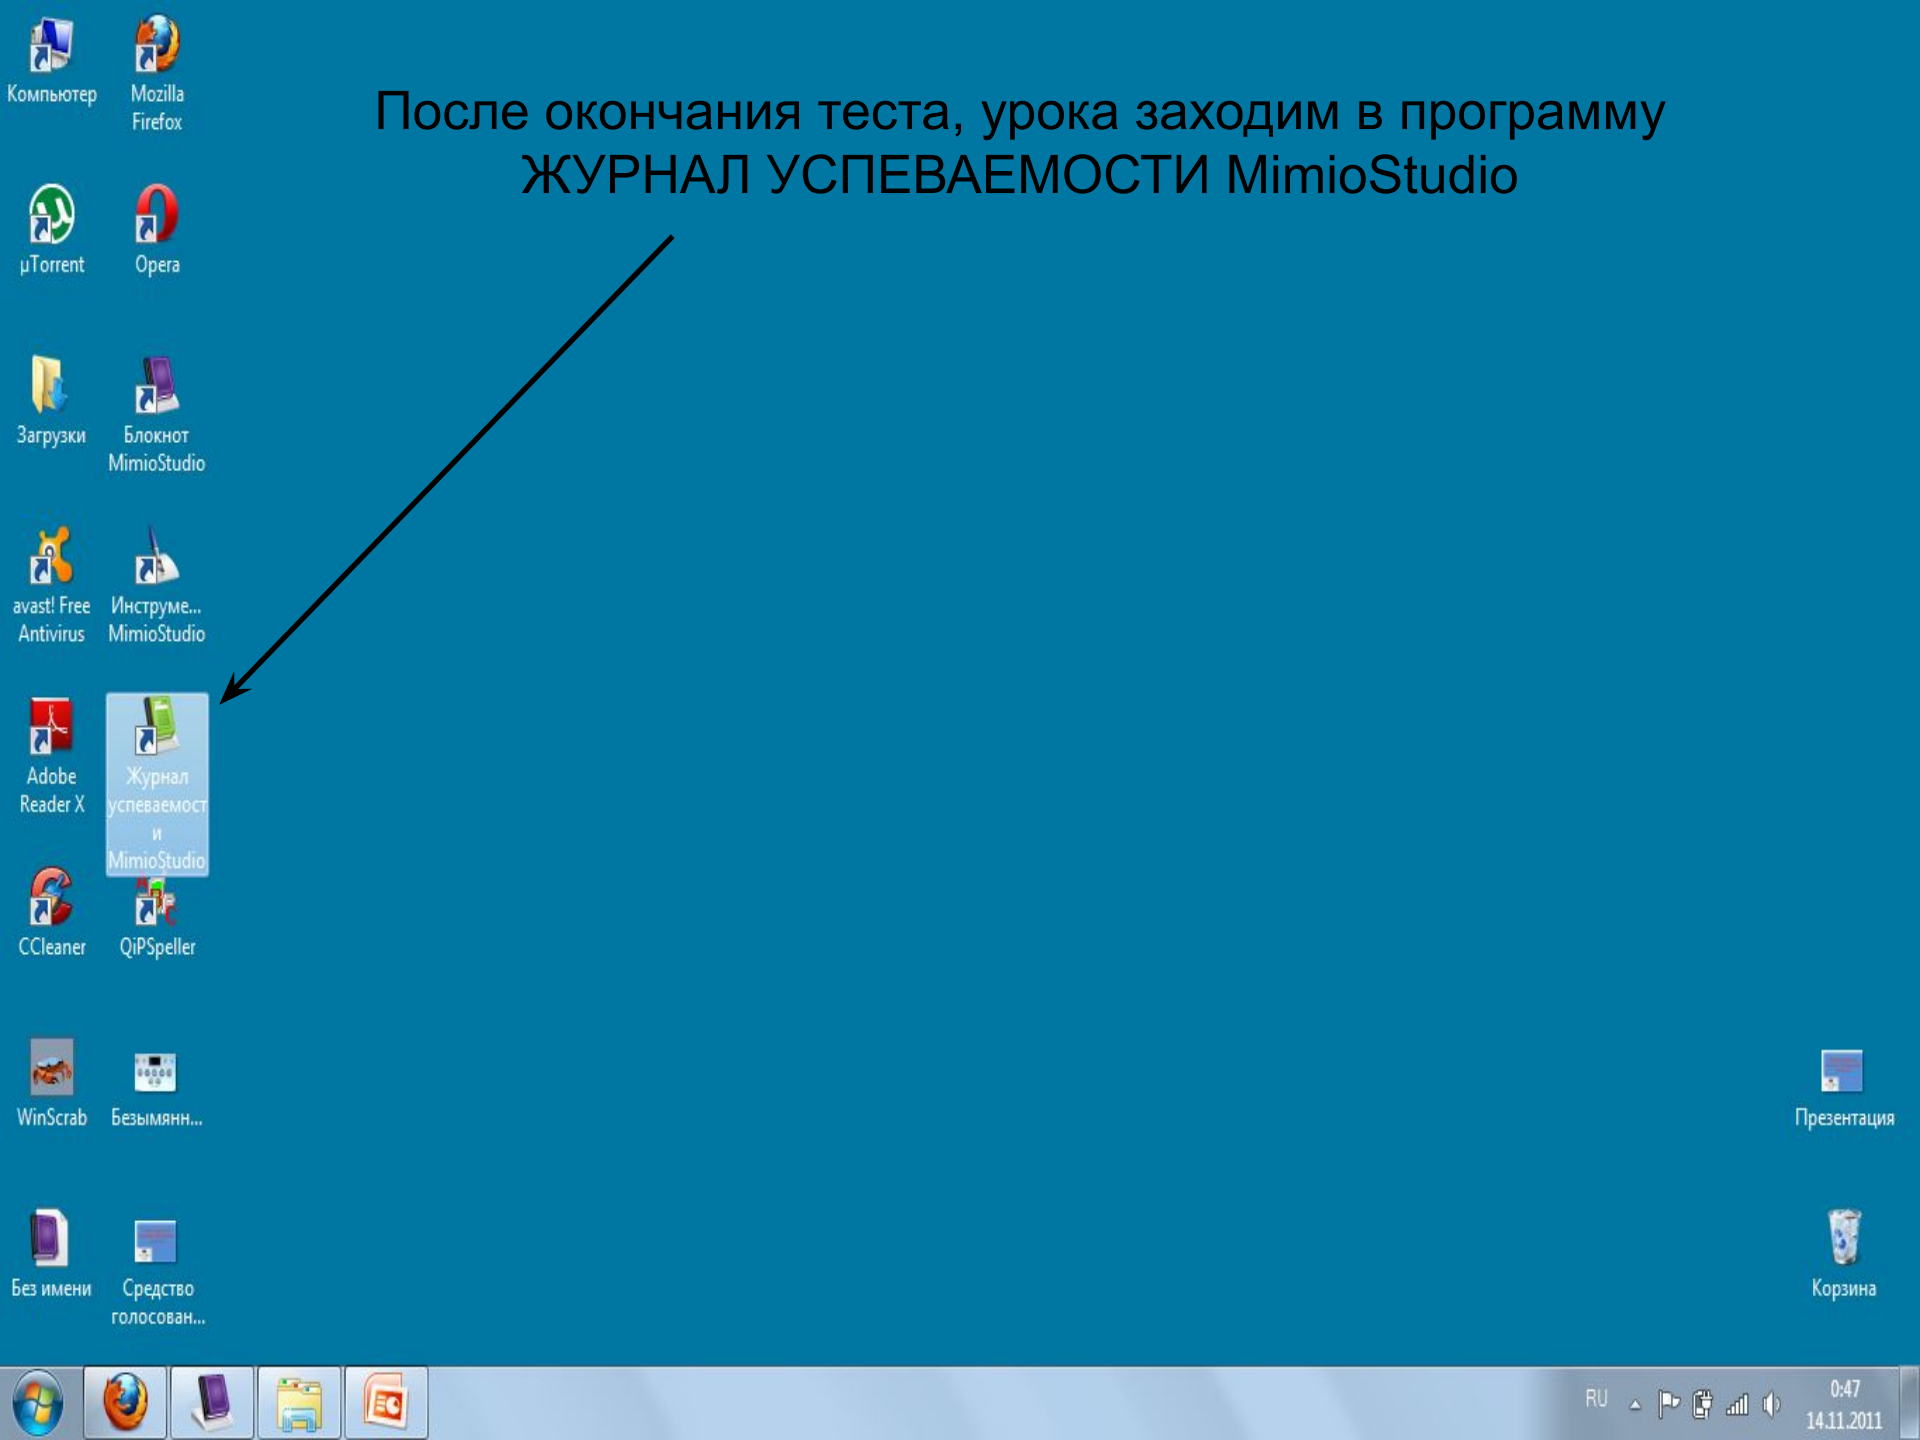 После окончания теста, урока заходим в программу
ЖУРНАЛ УСПЕВАЕМОСТИ MimioStudio
Компьютер
Mozilla
Firefox
µTorrent
Opera
Загрузки
Блокнот
MimioStudio
avast! Free
Antivirus
Инструме...
MimioStudio
Adobe
Reader X
Журнал
успеваемост
и
MimioStudio
CCleaner
QiPSpeller
WinScrab
Безымянн...
Презентация
Без имени
Средство
голосован...
Корзина
RU
0:47
14.11.2011